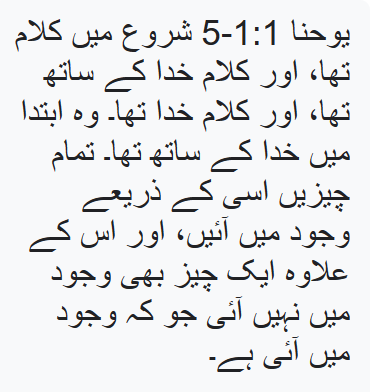 یوحنا 1:1-5 شروع میں کلام
تھا، اور کلام خدا کے ساتھ
تھا، اور کلام خدا تھا۔ وہ ابتدا
میں خدا کے ساتھ تھا۔ تمام
چیزیں اسی کے ذریعے
وجود میں آئیں، اور اس کے
علاوہ ایک چیز بھی وجود
میں نہیں آئی جو کہ وجود
میں آئی ہے۔